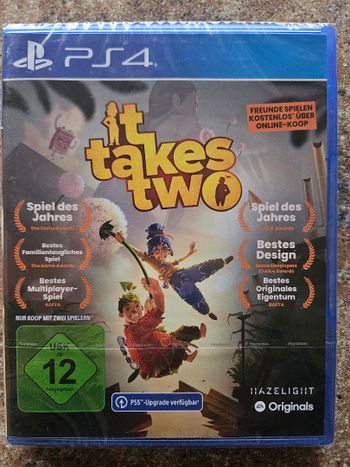 PS4
FREUNDE SPIELEN
KOSTENLOS* ÜBER
ONLINE-KOOP
it
takes
two
Spiel des
Jahres
The Game Awards
Spiel des
Jahres
Awards
Bestes
Familientaugliches
Spiel
The Game Awards
Bestes
Design
Game Developers
Choice Awards
Bestes
Multiplayer-
Spiel
BAFTA
Bestes
Originales
Eigentum
BAFTA
NUR KOOP MIT ZWEI SPIELERN
USK
ab
12
freigegeben
PS5™-Upgrade verfügbar
HAZELIGHT
EA Originals